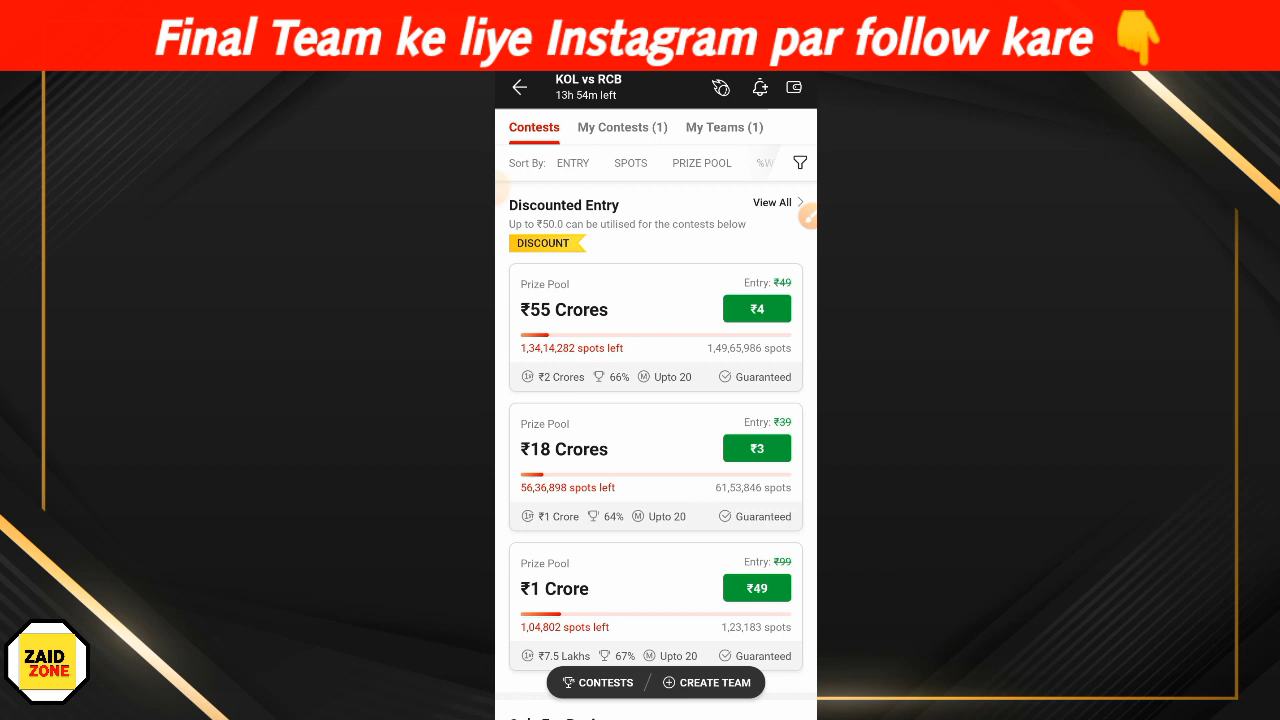 Final Team ke liye Instagram par follow kare 👇
KOL vs RCB
13h 54m left
Contests My Contests (1) My Teams (1)
Sort By: ENTRY SPOTS PRIZE POOL %W
Discounted Entry View All
Up to ₹50.0 can be utilised for the contests below
DISCOUNT
Prize Pool Entry: ₹49
₹55 Crores ₹4
1,34,14,282 spots left 1,49,65,986 spots
1st ₹2 Crores 66% M Upto 20 Guaranteed
Prize Pool Entry: ₹39
₹18 Crores ₹3
56,36,898 spots left 61,53,846 spots
1st ₹1 Crore 64% M Upto 20 Guaranteed
Prize Pool Entry: ₹99
₹1 Crore ₹49
1,04,802 spots left 1,23,183 spots
1st ₹7.5 Lakhs 67% M Upto 20 Guaranteed
CONTESTS CREATE TEAM
ZAID
ZONE